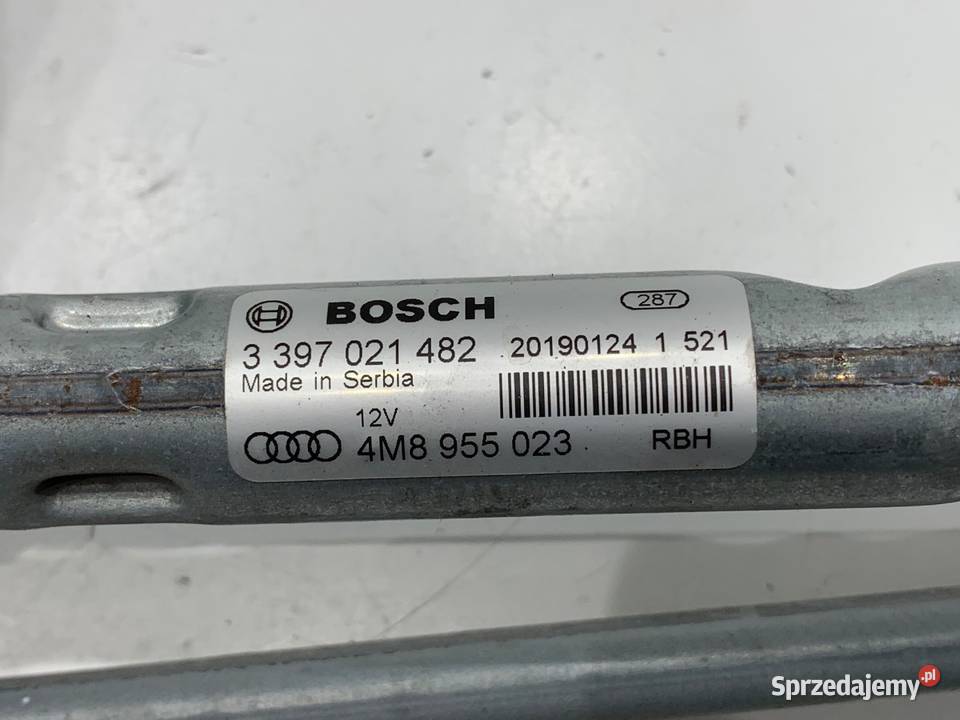 BOSCH 287
3 397 021 482 20190124 1 521
Made in Serbia
12V
4M8 955 023 RBH
Sprzedajemy.pl